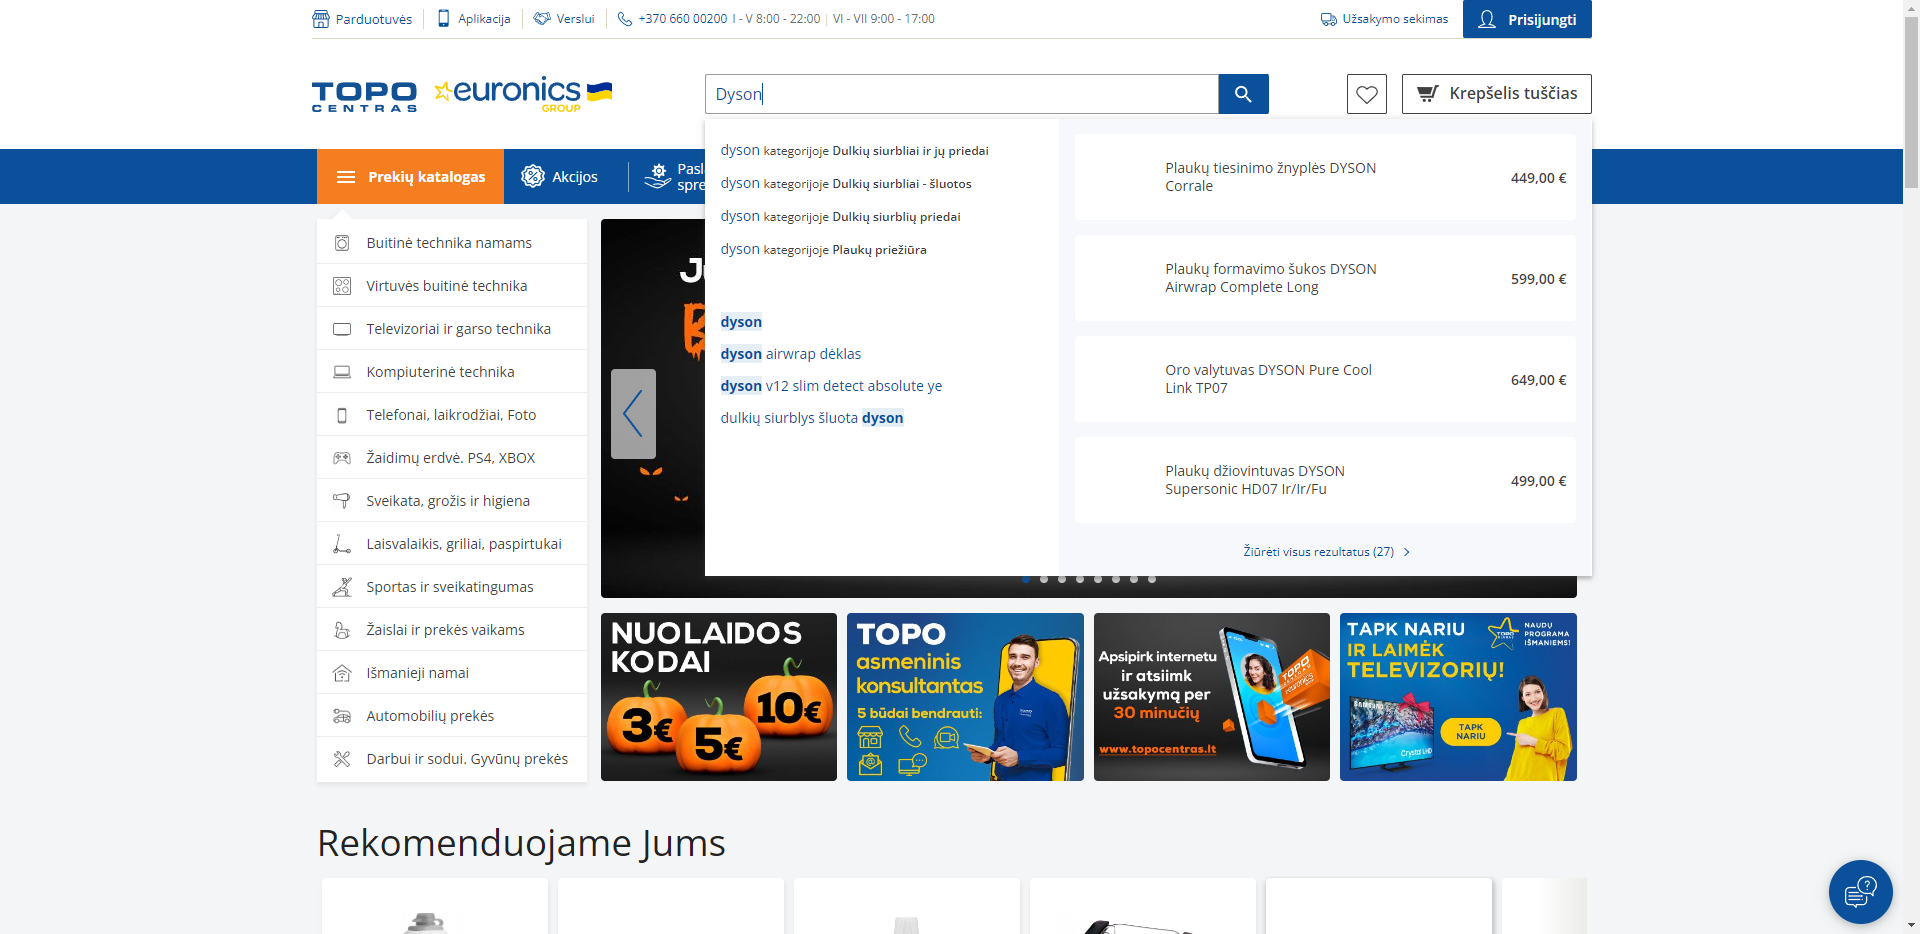 Parduotuvės
Aplikacija
Verslui
+370 660 00200 I - V 8:00 - 22:00 | VI - VII 9:00 - 17:00
Užsakymo sekimas
Prisijungti
TOPO
CENTRAS
euronics
GROUP
Dyson
Krepšelis tuščias
Prekių katalogas
Akcijos
Pasl
spre
dyson kategorijoje Dulkių siurbliai ir jų priedai
dyson kategorijoje Dulkių siurbliai - šluotos
dyson kategorijoje Dulkių siurblių priedai
dyson kategorijoje Plaukų priežiūra
dyson
dyson airwrap dėklas
dyson v12 slim detect absolute ye
dulkių siurblys šluota dyson
Plaukų tiesinimo žnyplės DYSON
Corrale
449,00 €
Plaukų formavimo šukos DYSON
Airwrap Complete Long
599,00 €
Oro valytuvas DYSON Pure Cool
Link TP07
649,00 €
Plaukų džiovintuvas DYSON
Supersonic HD07 Ir/Ir/Fu
499,00 €
Žiūrėti visus rezultatus (27)
Buitinė technika namams
Virtuvės buitinė technika
Televizoriai ir garso technika
Kompiuterinė technika
Telefonai, laikrodžiai, Foto
Žaidimų erdvė. PS4, XBOX
Sveikata, grožis ir higiena
Laisvalaikis, griliai, paspirtukai
Sportas ir sveikatingumas
Žaislai ir prekės vaikams
Išmanieji namai
Automobilių prekės
Darbui ir sodui. Gyvūnų prekės
NUOLAIDOS
KODAI
3€
5€
10€
TOPO
asmeninis
konsultantas
5 būdai bendrauti:
Apsipirk internetu
ir atsiimk
užsakymą per
30 minučių
www.topocentras.lt
TOPO
CENTRAS
euronics
TAPK NARIU
IR LAIMĖK
TELEVIZORIŲ!
NAUDŲ
PROGRAMA
IŠMANIEMS!
SAMSUNG
Crystal UHD
TAPK
NARIU
Rekomenduojame Jums